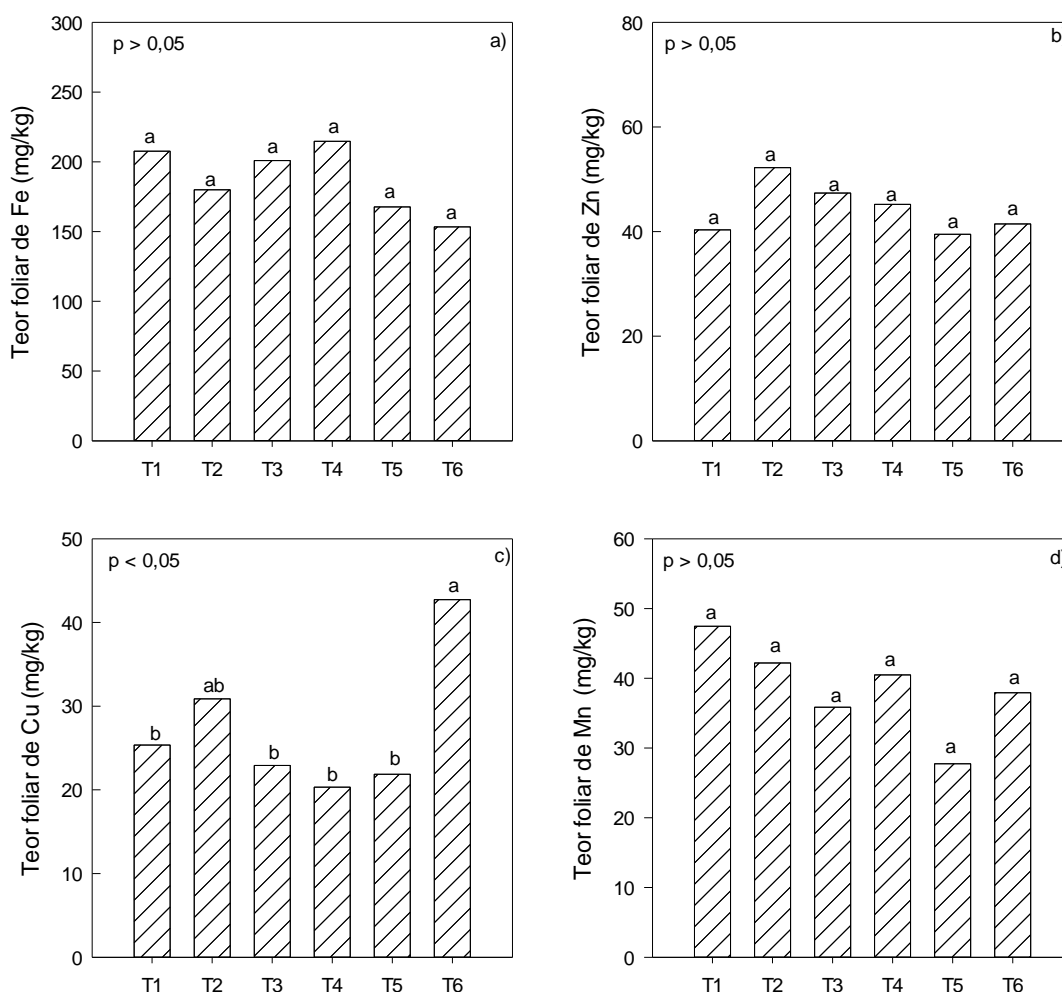 Teor foliar de Fe (mg/kg)
300
250
200
150
100
50
0
p > 0,05
a)
a
a
a
a
a
a
T1 T2 T3 T4 T5 T6
Teor foliar de Zn (mg/kg)
80
60
40
20
0
p > 0,05
b
a
a
a
a
a
a
T1 T2 T3 T4 T5 T6
Teor foliar de Cu (mg/kg)
50
40
30
20
10
0
p < 0,05
c)
b
ab
b
b
b
a
T1 T2 T3 T4 T5 T6
Teor foliar de Mn (mg/kg)
60
50
40
30
20
10
0
p > 0,05
d)
a
a
a
a
a
a
T1 T2 T3 T4 T5 T6